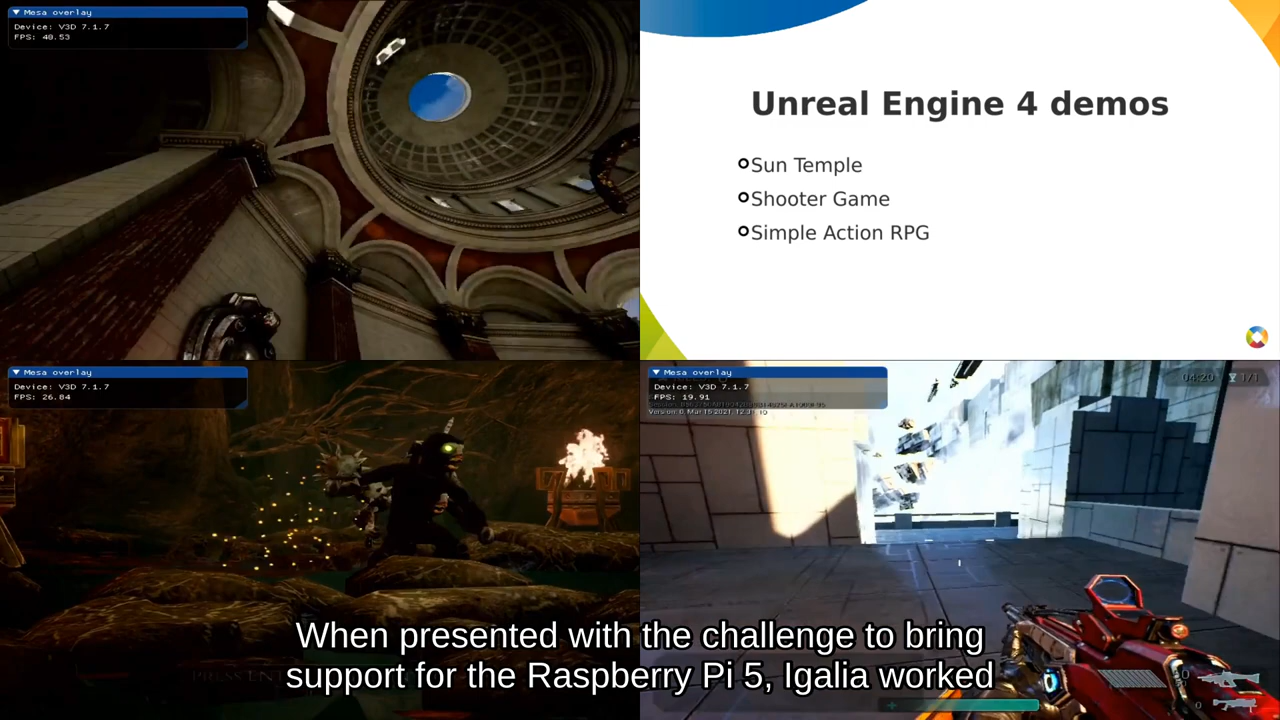 Mesa overlay
Device: V3D 7.1.7
FPS: 40.53
Unreal Engine 4 demos
Sun Temple
Shooter Game
Simple Action RPG
Mesa overlay
Device: V3D 7.1.7
FPS: 26.04
Mesa overlay
Device: V3D 7.1.7
FPS: 19.91
04:20 1/1
When presented with the challenge to bring
support for the Raspberry Pi 5, Igalia worked